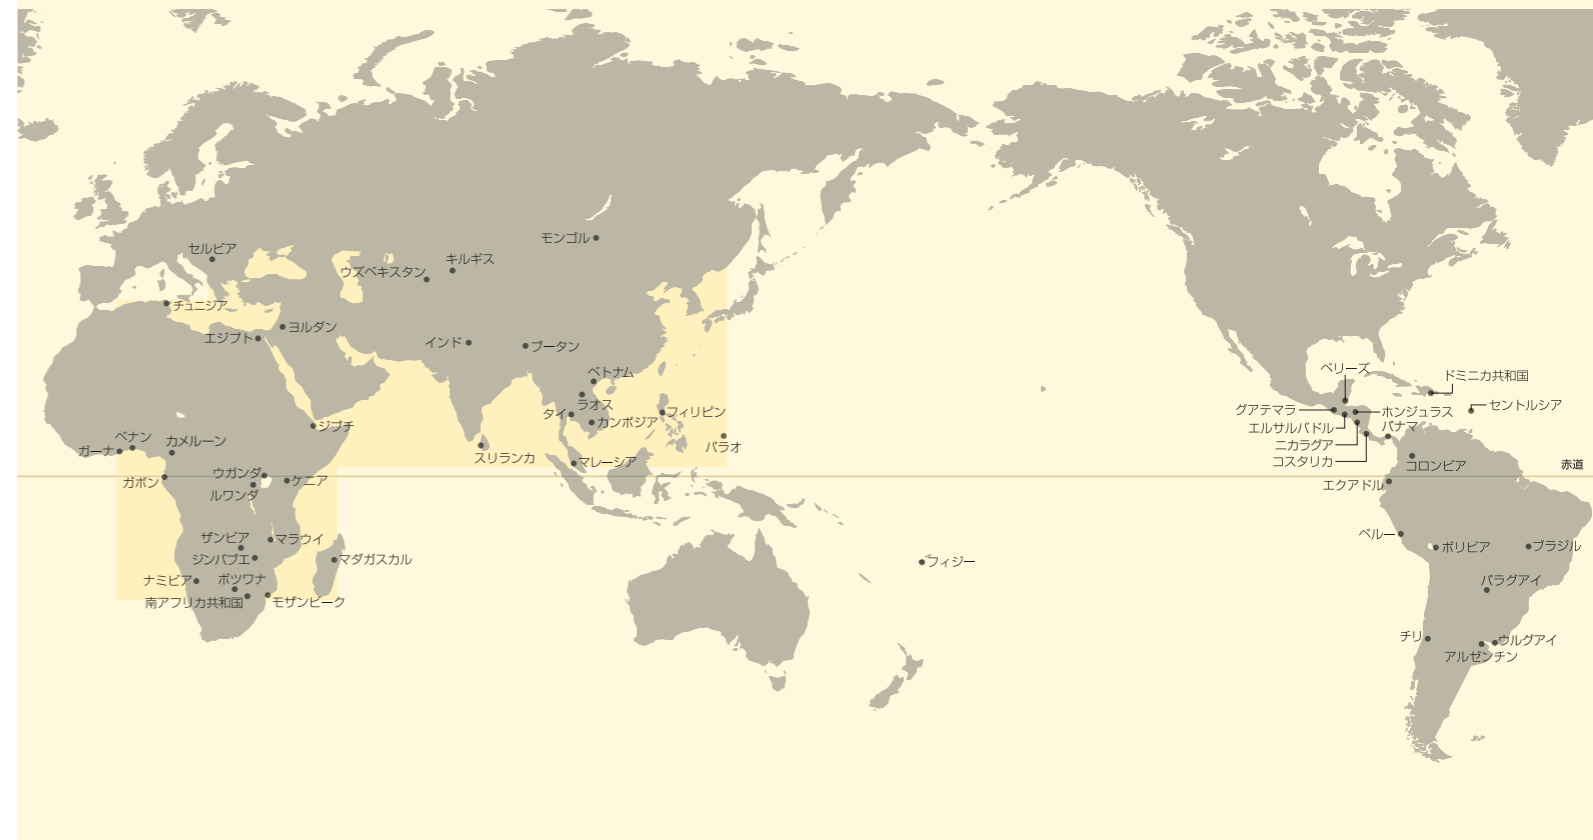 セルビア
モンゴル
キルギス
ウズベキスタン
チュニジア
ヨルダン
エジプト
インド
ブータン
ベトナム
ラオス
タイ
カンボジア
フィリピン
ジブチ
ベナン
カメルーン
ガーナ
スリランカ
マレーシア
パラオ
ガボン
ウガンダ
ケニア
ルワンダ
ザンビア
マラウイ
ジンバブエ
マダガスカル
ナミビア
ボツワナ
南アフリカ共和国
モザンビーク
フィジー
ベリーズ
ドミニカ共和国
グアテマラ
ホンジュラス
セントルシア
エルサルバドル
パナマ
ニカラグア
コスタリカ
コロンビア
赤道
エクアドル
ペルー
ボリビア
ブラジル
パラグアイ
チリ
ウルグアイ
アルゼンチン